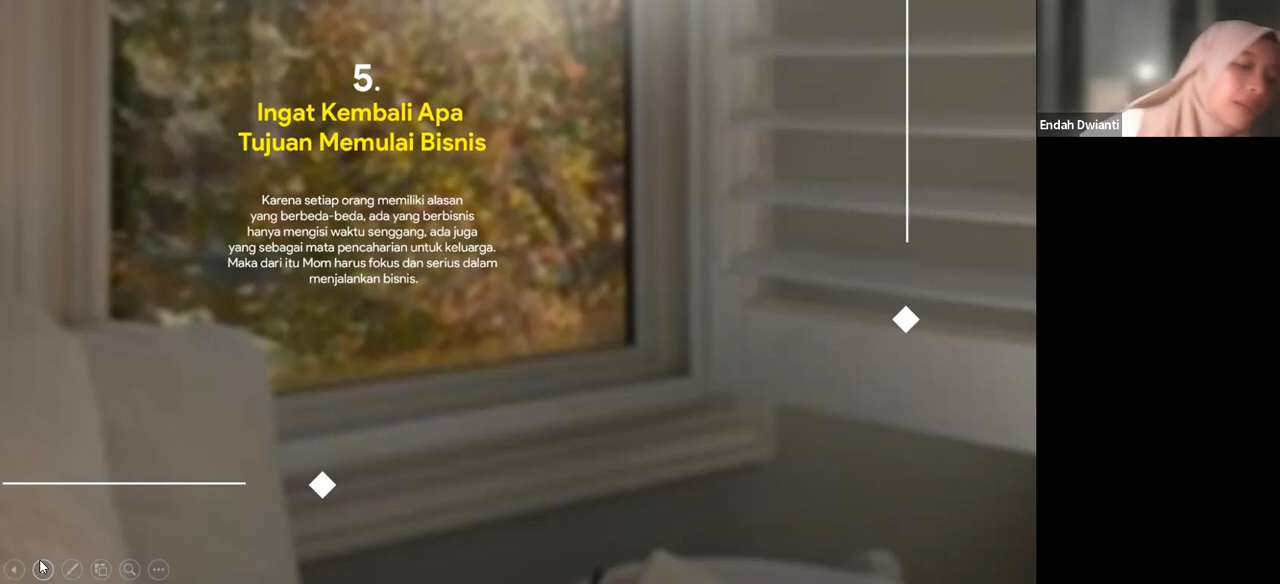 5.
Ingat Kembali Apa
Tujuan Memulai Bisnis
Karena setiap orang memiliki alasan
yang berbeda-beda, ada yang berbisnis
hanya mengisi waktu senggang, ada juga
yang sebagai mata pencaharian untuk keluarga.
Maka dari itu Mom harus fokus dan serius dalam
menjalankan bisnis.
Endah Dwianti